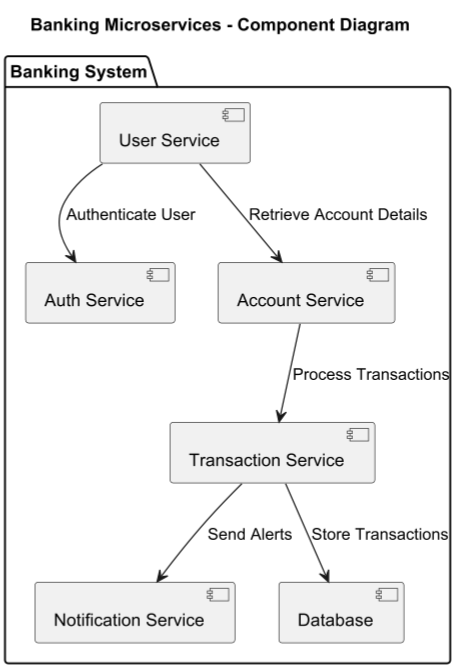 Banking Microservices - Component Diagram
Banking System
User Service
Authenticate User
Retrieve Account Details
Auth Service
Account Service
Process Transactions
Transaction Service
Send Alerts
Store Transactions
Notification Service
Database